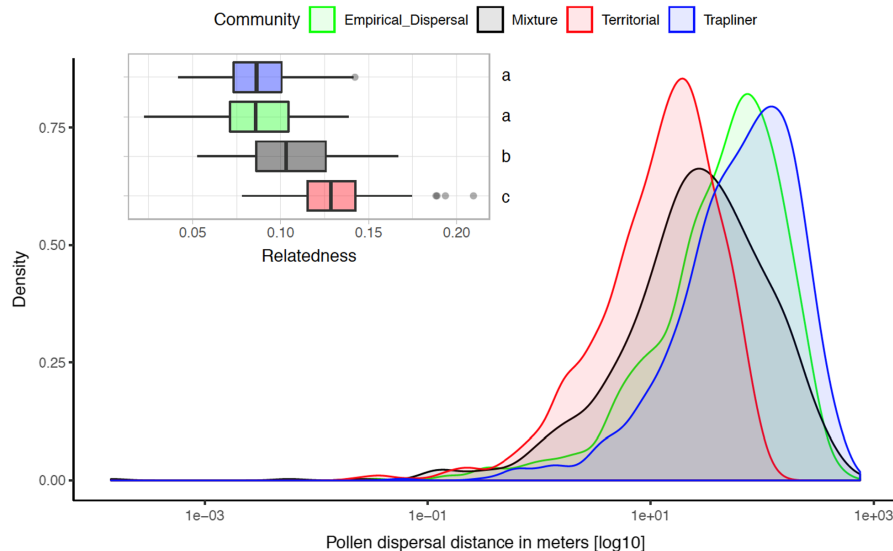 Community Empirical_Dispersal Mixture Territorial Trapliner
a
a
b
c
0.05 0.10 0.15 0.20
Relatedness
Density
0.75
0.50
0.25
0.00
1e−03 1e−01 1e+01 1e+03
Pollen dispersal distance in meters [log10]